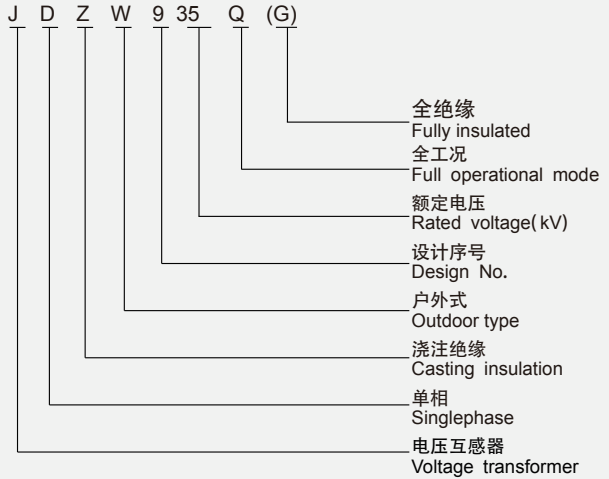 J D Z W 9 35 Q (G)
全绝缘
Fully insulated
全工况
Full operational mode
额定电压
Rated voltage(kV)
设计序号
Design No.
户外式
Outdoor type
浇注绝缘
Casting insulation
单相
Singlephase
电压互感器
Voltage transformer